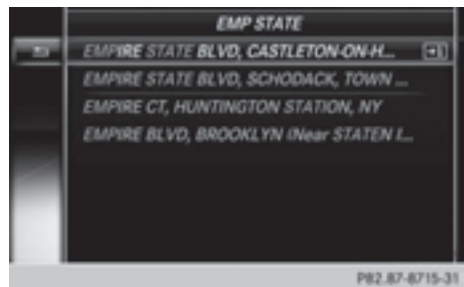 EMP STATE
EMPIRE STATE BLVD, CASTLETON-ON-H...
EMPIRE STATE BLVD, SCHODACK, TOWN ...
EMPIRE CT, HUNTINGTON STATION, NY
EMPIRE BLVD, BROOKLYN (Near STATEN I...
P82.87-8715-31